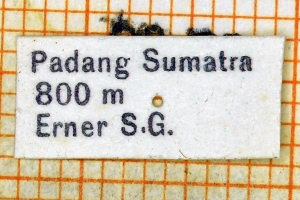 Padang Sumatra
800 m
Erner S.G.